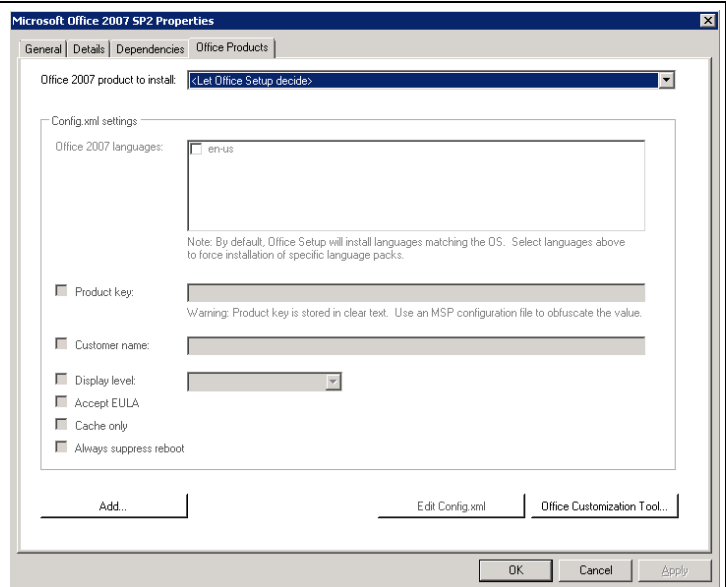 Microsoft Office 2007 SP2 Properties
General Details Dependencies Office Products
Office 2007 product to install: <Let Office Setup decide>
Config.xml settings
Office 2007 languages: en-us
Note: By default, Office Setup will install languages matching the OS. Select languages above
to force installation of specific language packs.
Product key:
Warning: Product key is stored in clear text. Use an MSP configuration file to obfuscate the value.
Customer name:
Display level:
Accept EULA
Cache only
Always suppress reboot
Add... Edit Config.xml Office Customization Tool...
OK Cancel Apply